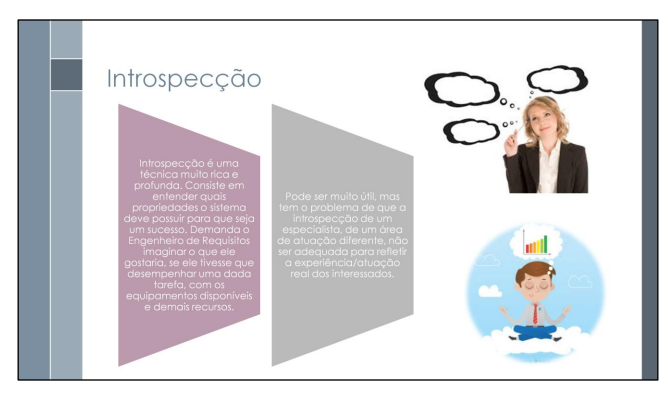 Introspecção
Introspecção é uma
técnica muito rica e
profunda. Consiste em
entender quais
propriedades o sistema
deve possuir para que seja
um sucesso. Demanda o
Engenheiro de Requisitos
imaginar o que ele
gostaria, se ele tivesse que
desempenhar uma dada
tarefa, com os
equipamentos disponíveis
e demais recursos.
Pode ser muito útil, mas
tem o problema de que a
introspecção de um
especialista, de um área
de atuação diferente, não
ser adequada para refletir
a experiência/atuação
real dos interessados.